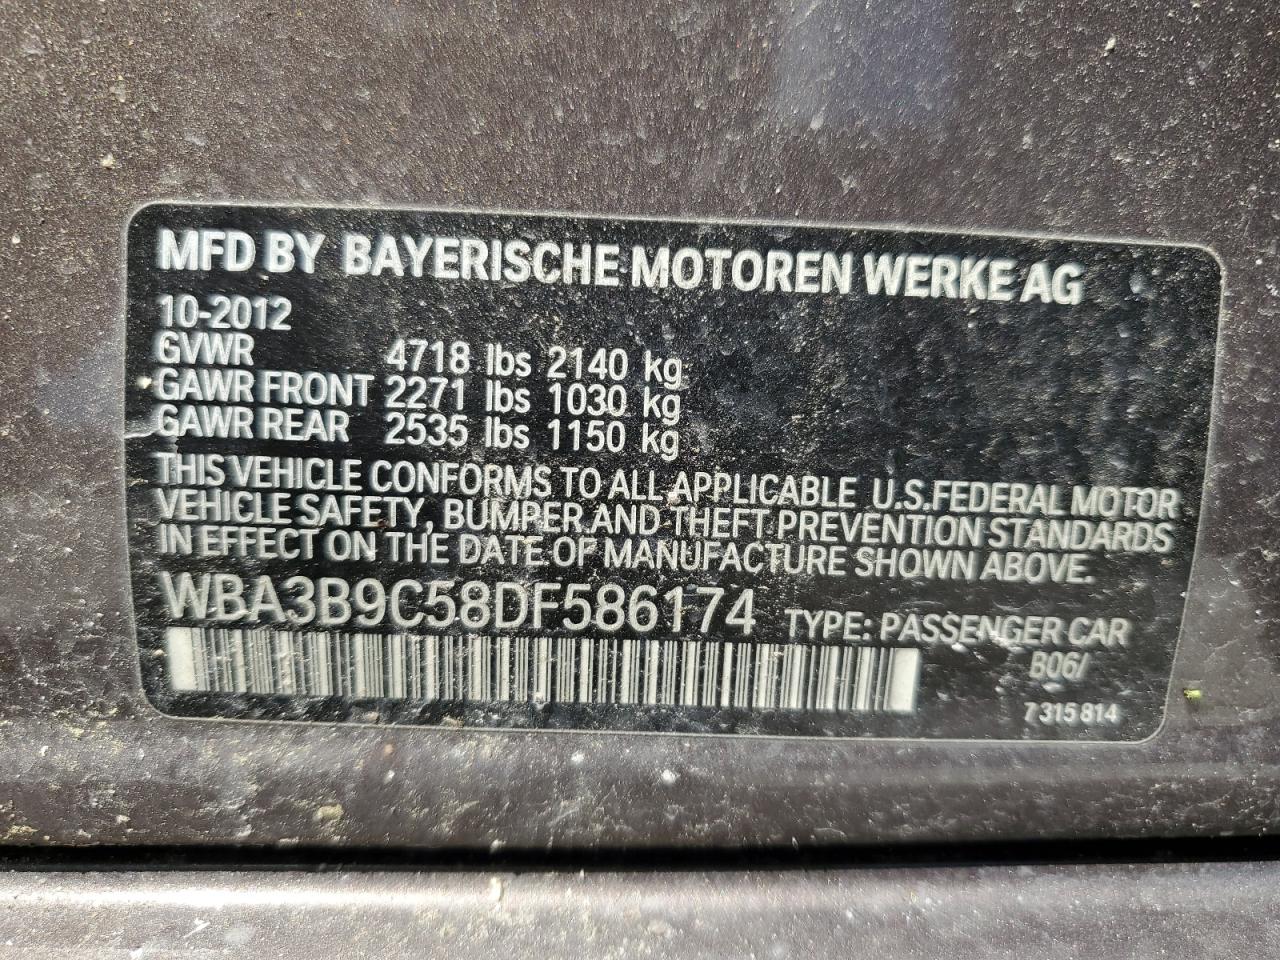 MFD BY BAYERISCHE MOTOREN WERKE AG
10-2012
GVWR 4718 lbs 2140 kg
GAWR FRONT 2271 lbs 1030 kg
GAWR REAR 2535 lbs 1150 kg
THIS VEHICLE CONFORMS TO ALL APPLICABLE U.S.FEDERAL MOTOR
VEHICLE SAFETY, BUMPER,AND THEFT PREVENTION STANDARDS
IN EFFECT ON THE DATE OF MANUFACTURE SHOWN ABOVE.
WBA3B9C58DF586174 TYPE: PASSENGER CAR
B06/
7 315 814